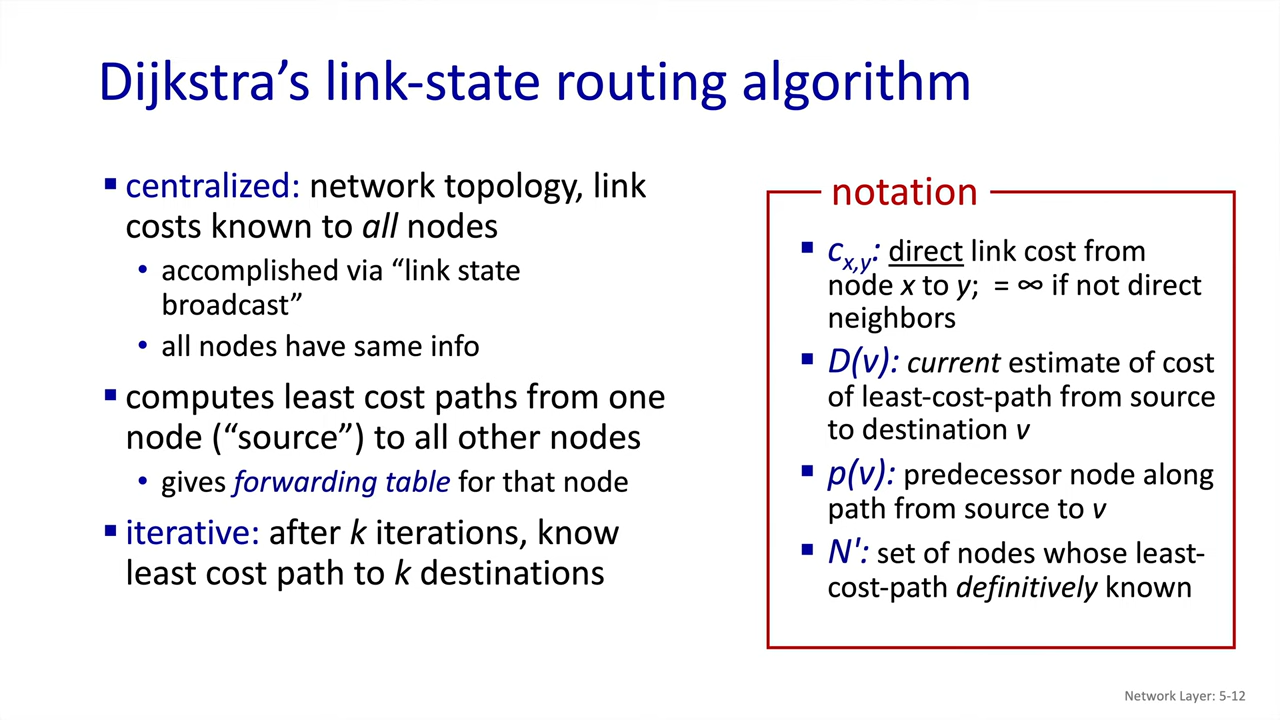 Dijkstra’s link-state routing algorithm
▪ centralized: network topology, link
costs known to all nodes
• accomplished via “link state
broadcast”
• all nodes have same info
▪ computes least cost paths from one
node (“source”) to all other nodes
• gives forwarding table for that node
▪ iterative: after k iterations, know
least cost path to k destinations
notation
▪ cx,y: direct link cost from
node x to y; = ∞ if not direct
neighbors
▪ D(v): current estimate of cost
of least-cost-path from source
to destination v
▪ p(v): predecessor node along
path from source to v
▪ N': set of nodes whose least-
cost-path definitively known
Network Layer: 5-12